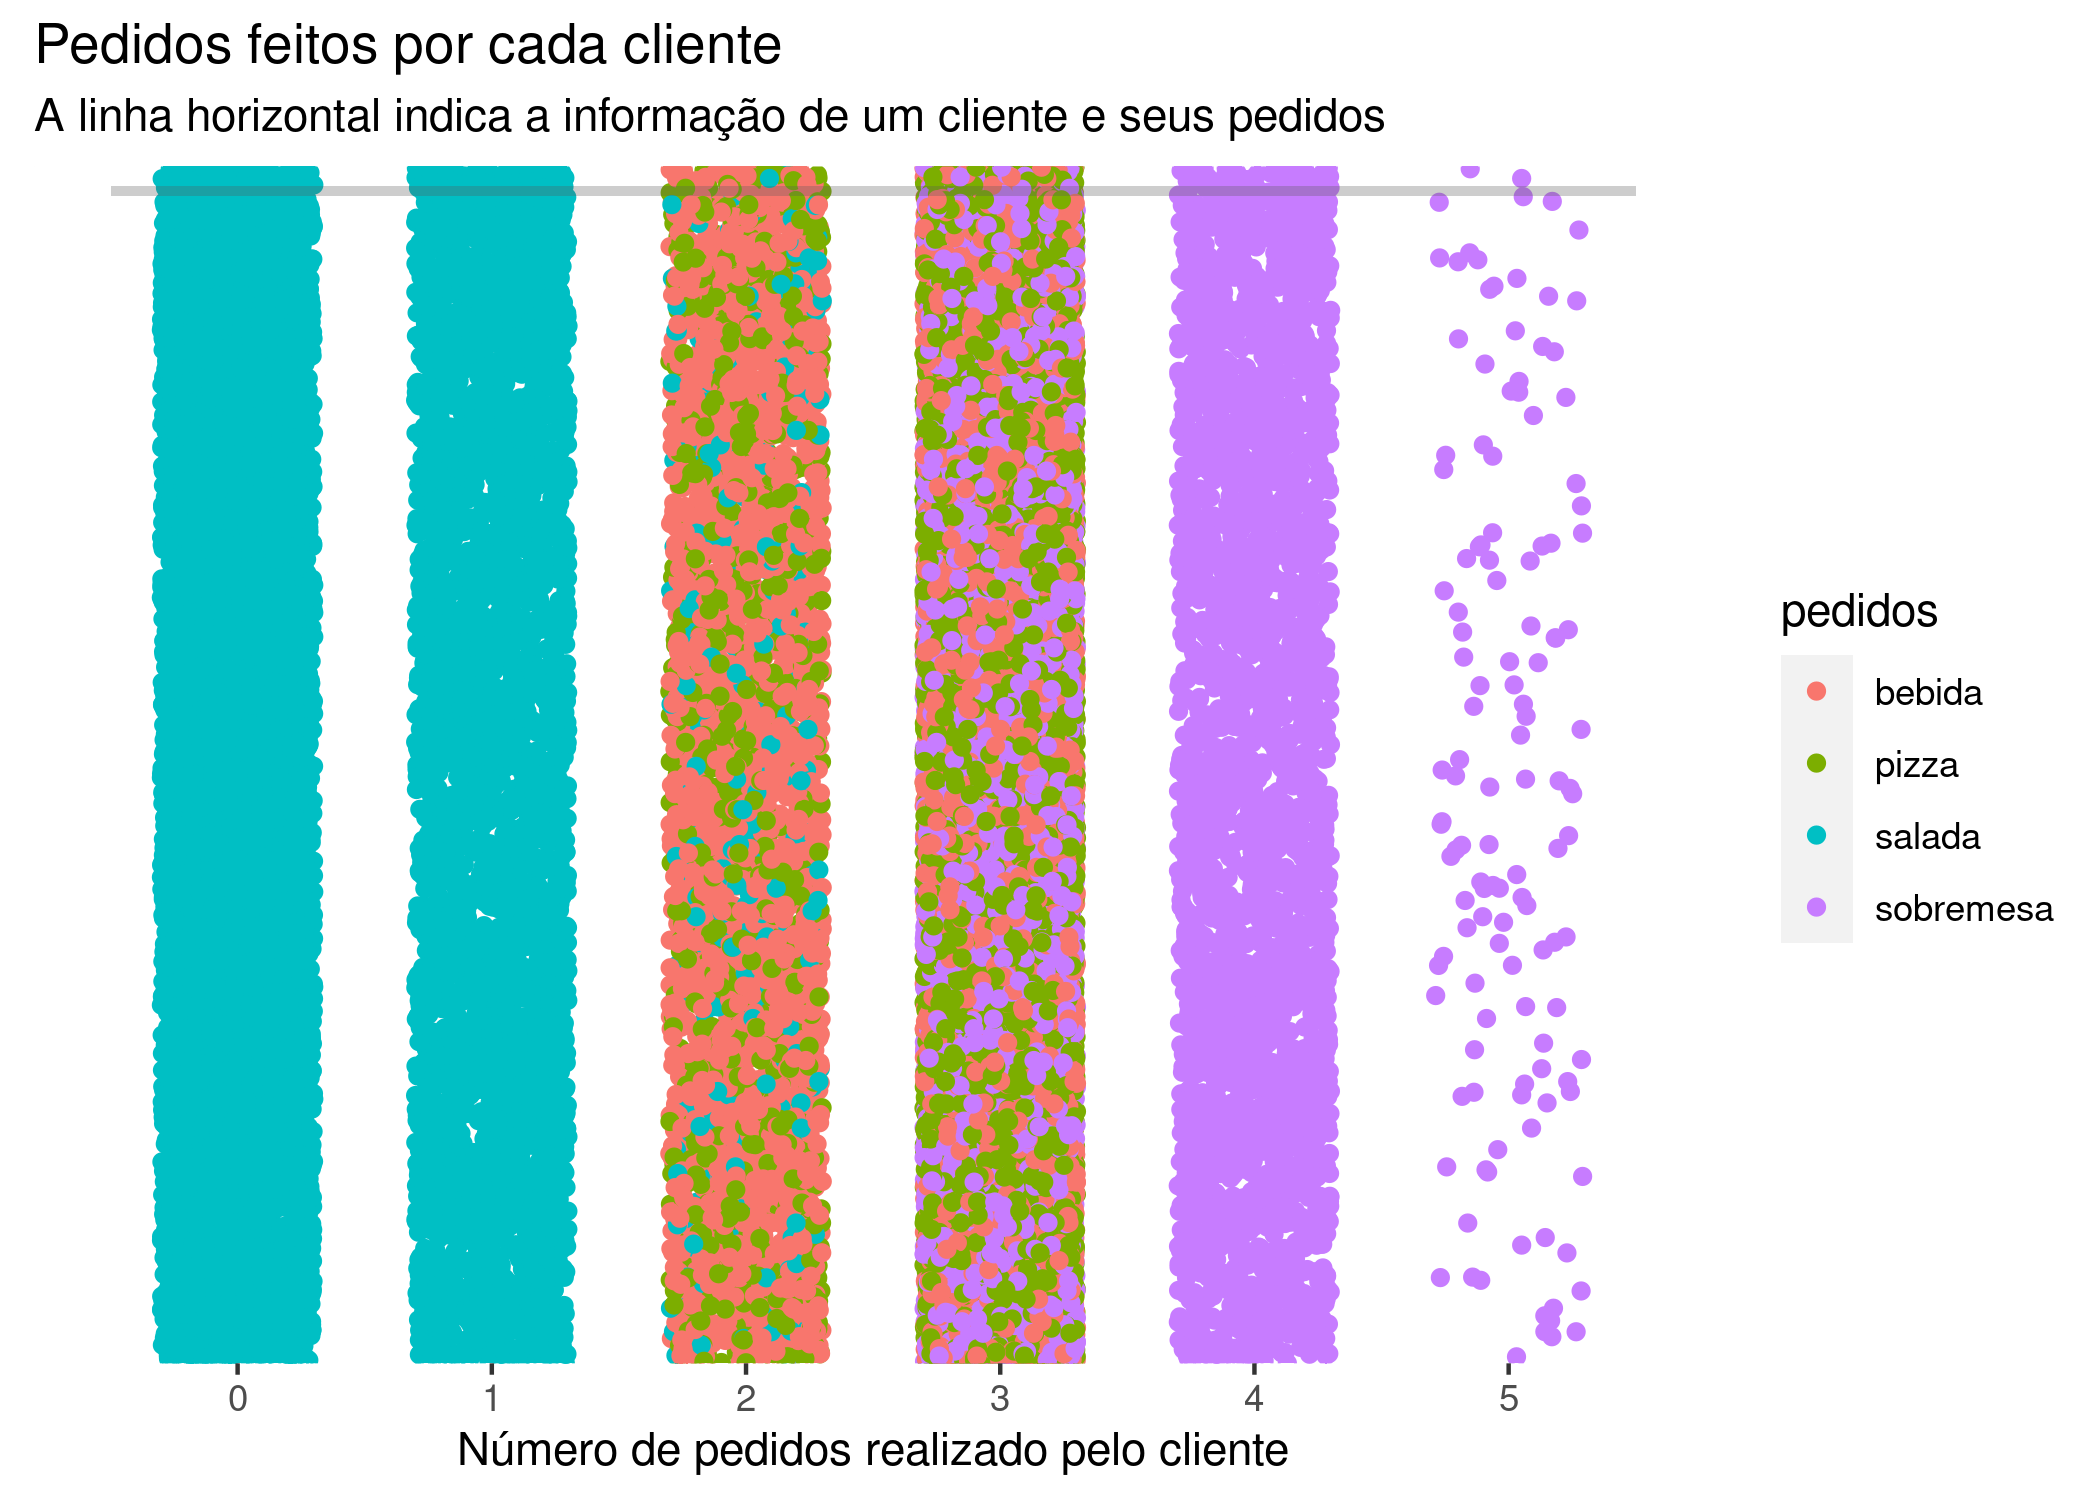 Pedidos feitos por cada cliente
A linha horizontal indica a informação de um cliente e seus pedidos
pedidos
bebida
pizza
salada
sobremesa
0 1 2 3 4 5
Número de pedidos realizado pelo cliente